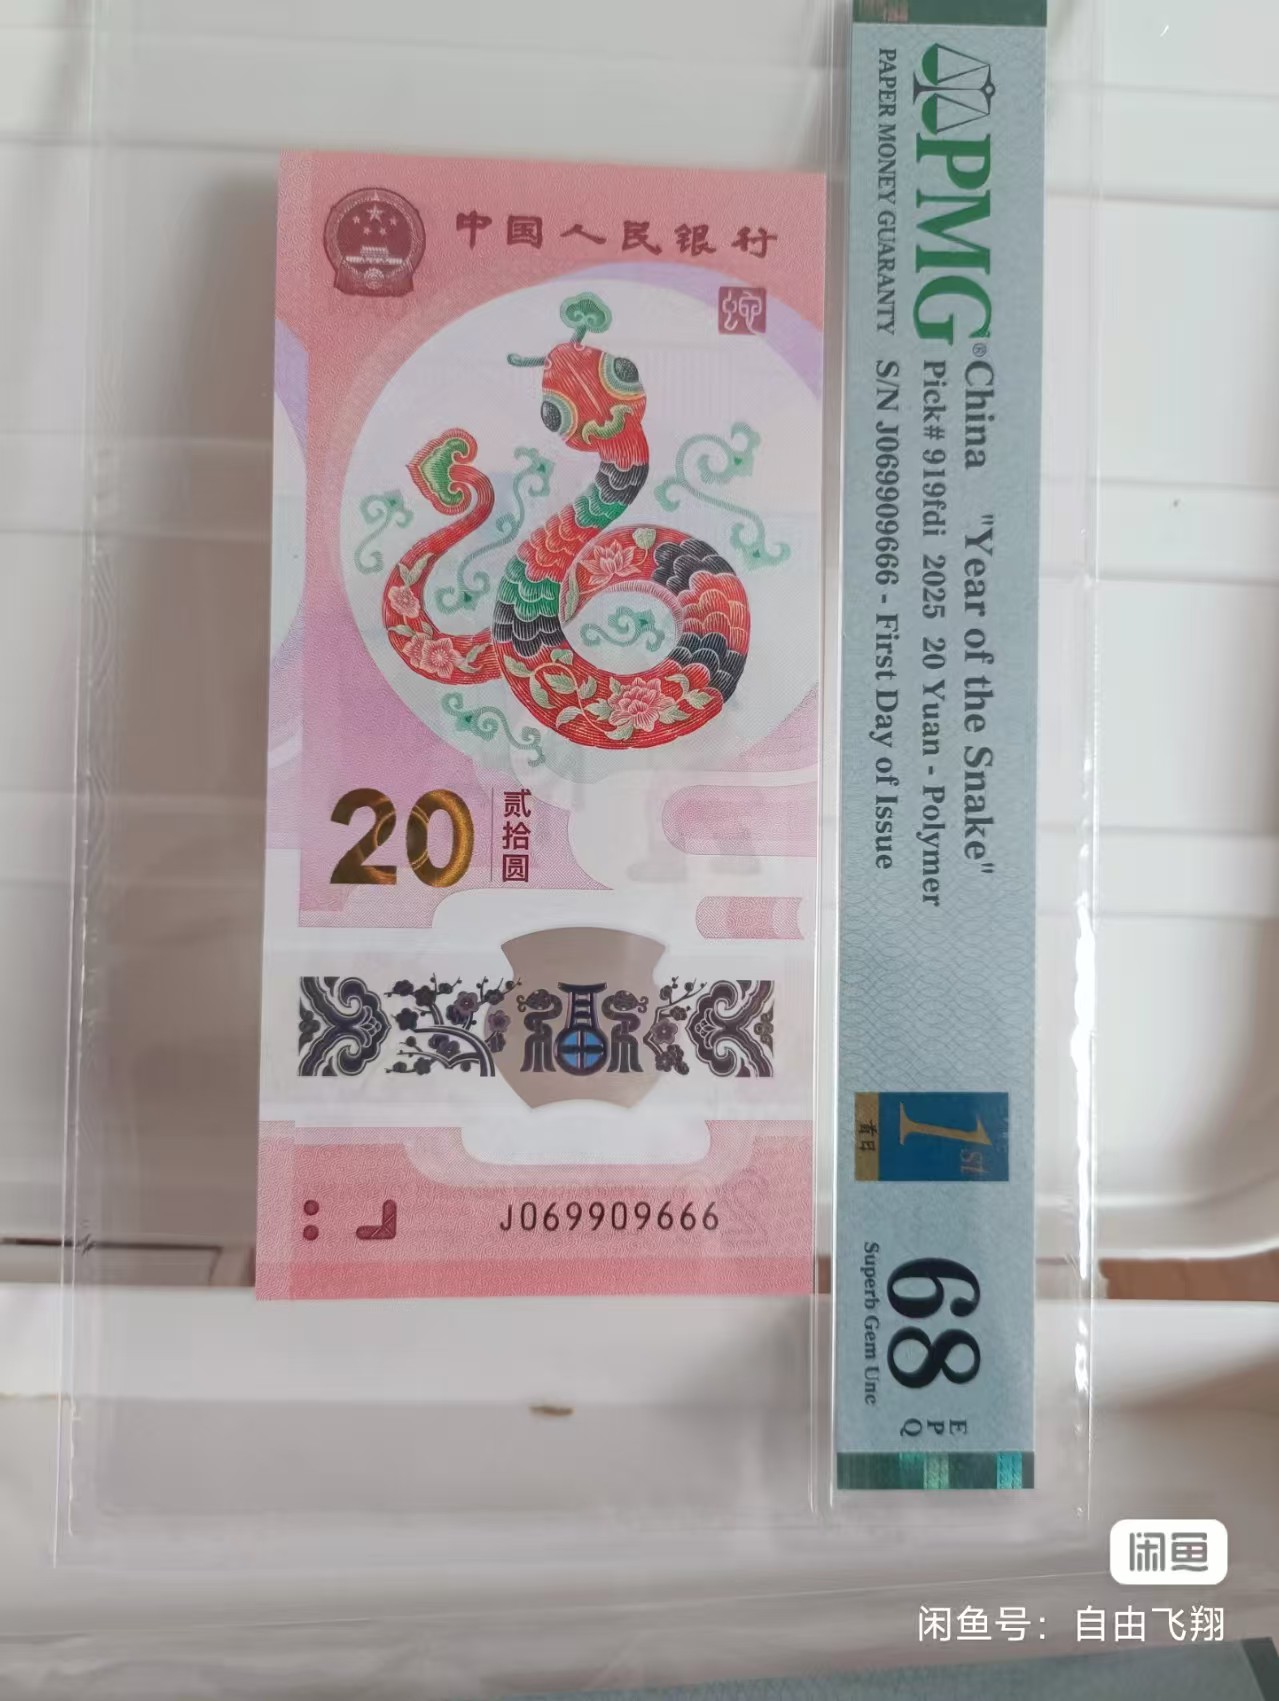 中国人民银行
20
贰拾圆
J069909666
PMG®
PAPER MONEY GUARANTY
China "Year of the Snake"
Pick# 919fdi 2025 20 Yuan - Polymer
S/N J069909666 - First Day of Issue
1st
首日
68
EPQ
Superb Gem Unc
闲鱼
闲鱼号：自由飞翔